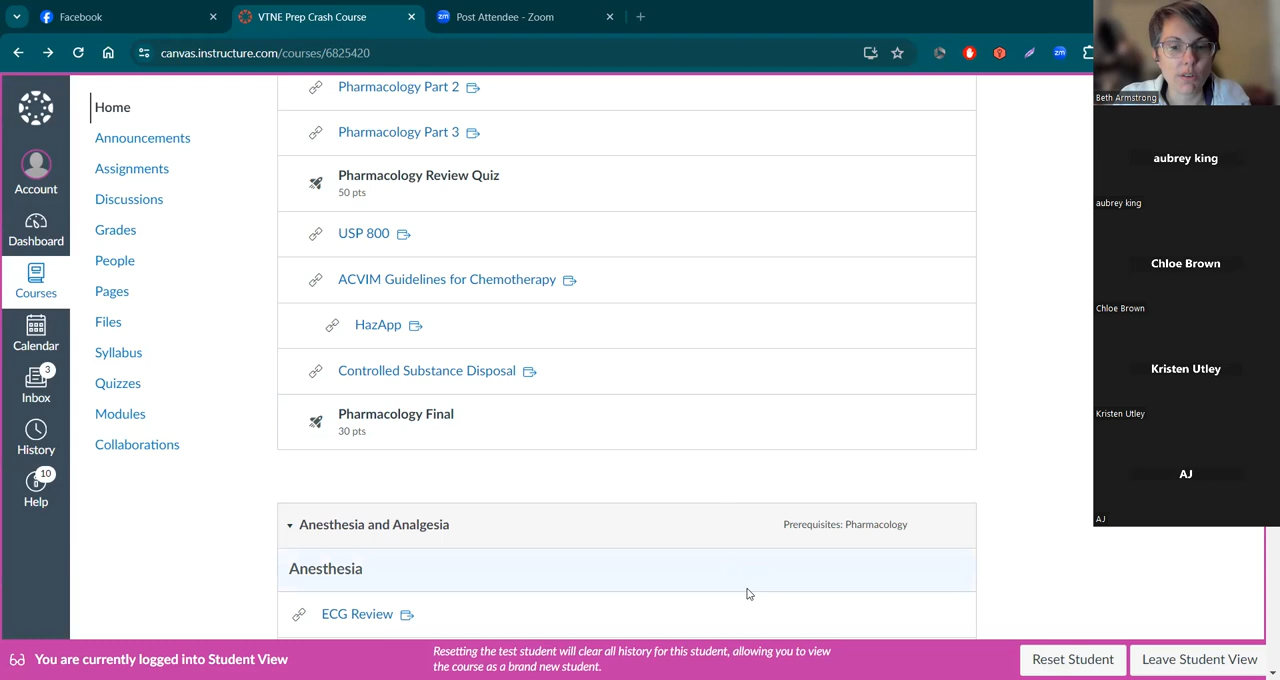 Facebook
VTNE Prep Crash Course
Post Attendee - Zoom
canvas.instructure.com/courses/6825420
zm
Beth Armstrong
aubrey king
aubrey king
Chloe Brown
Chloe Brown
Kristen Utley
Kristen Utley
AJ
AJ
Account
Dashboard
Courses
Calendar
3
Inbox
History
10
Help
Home
Announcements
Assignments
Discussions
Grades
People
Pages
Files
Syllabus
Quizzes
Modules
Collaborations
Pharmacology Part 2
Pharmacology Part 3
Pharmacology Review Quiz
50 pts
USP 800
ACVIM Guidelines for Chemotherapy
HazApp
Controlled Substance Disposal
Pharmacology Final
30 pts
Anesthesia and Analgesia
Prerequisites: Pharmacology
Anesthesia
ECG Review
You are currently logged into Student View
Resetting the test student will clear all history for this student, allowing you to view
the course as a brand new student.
Reset Student
Leave Student View